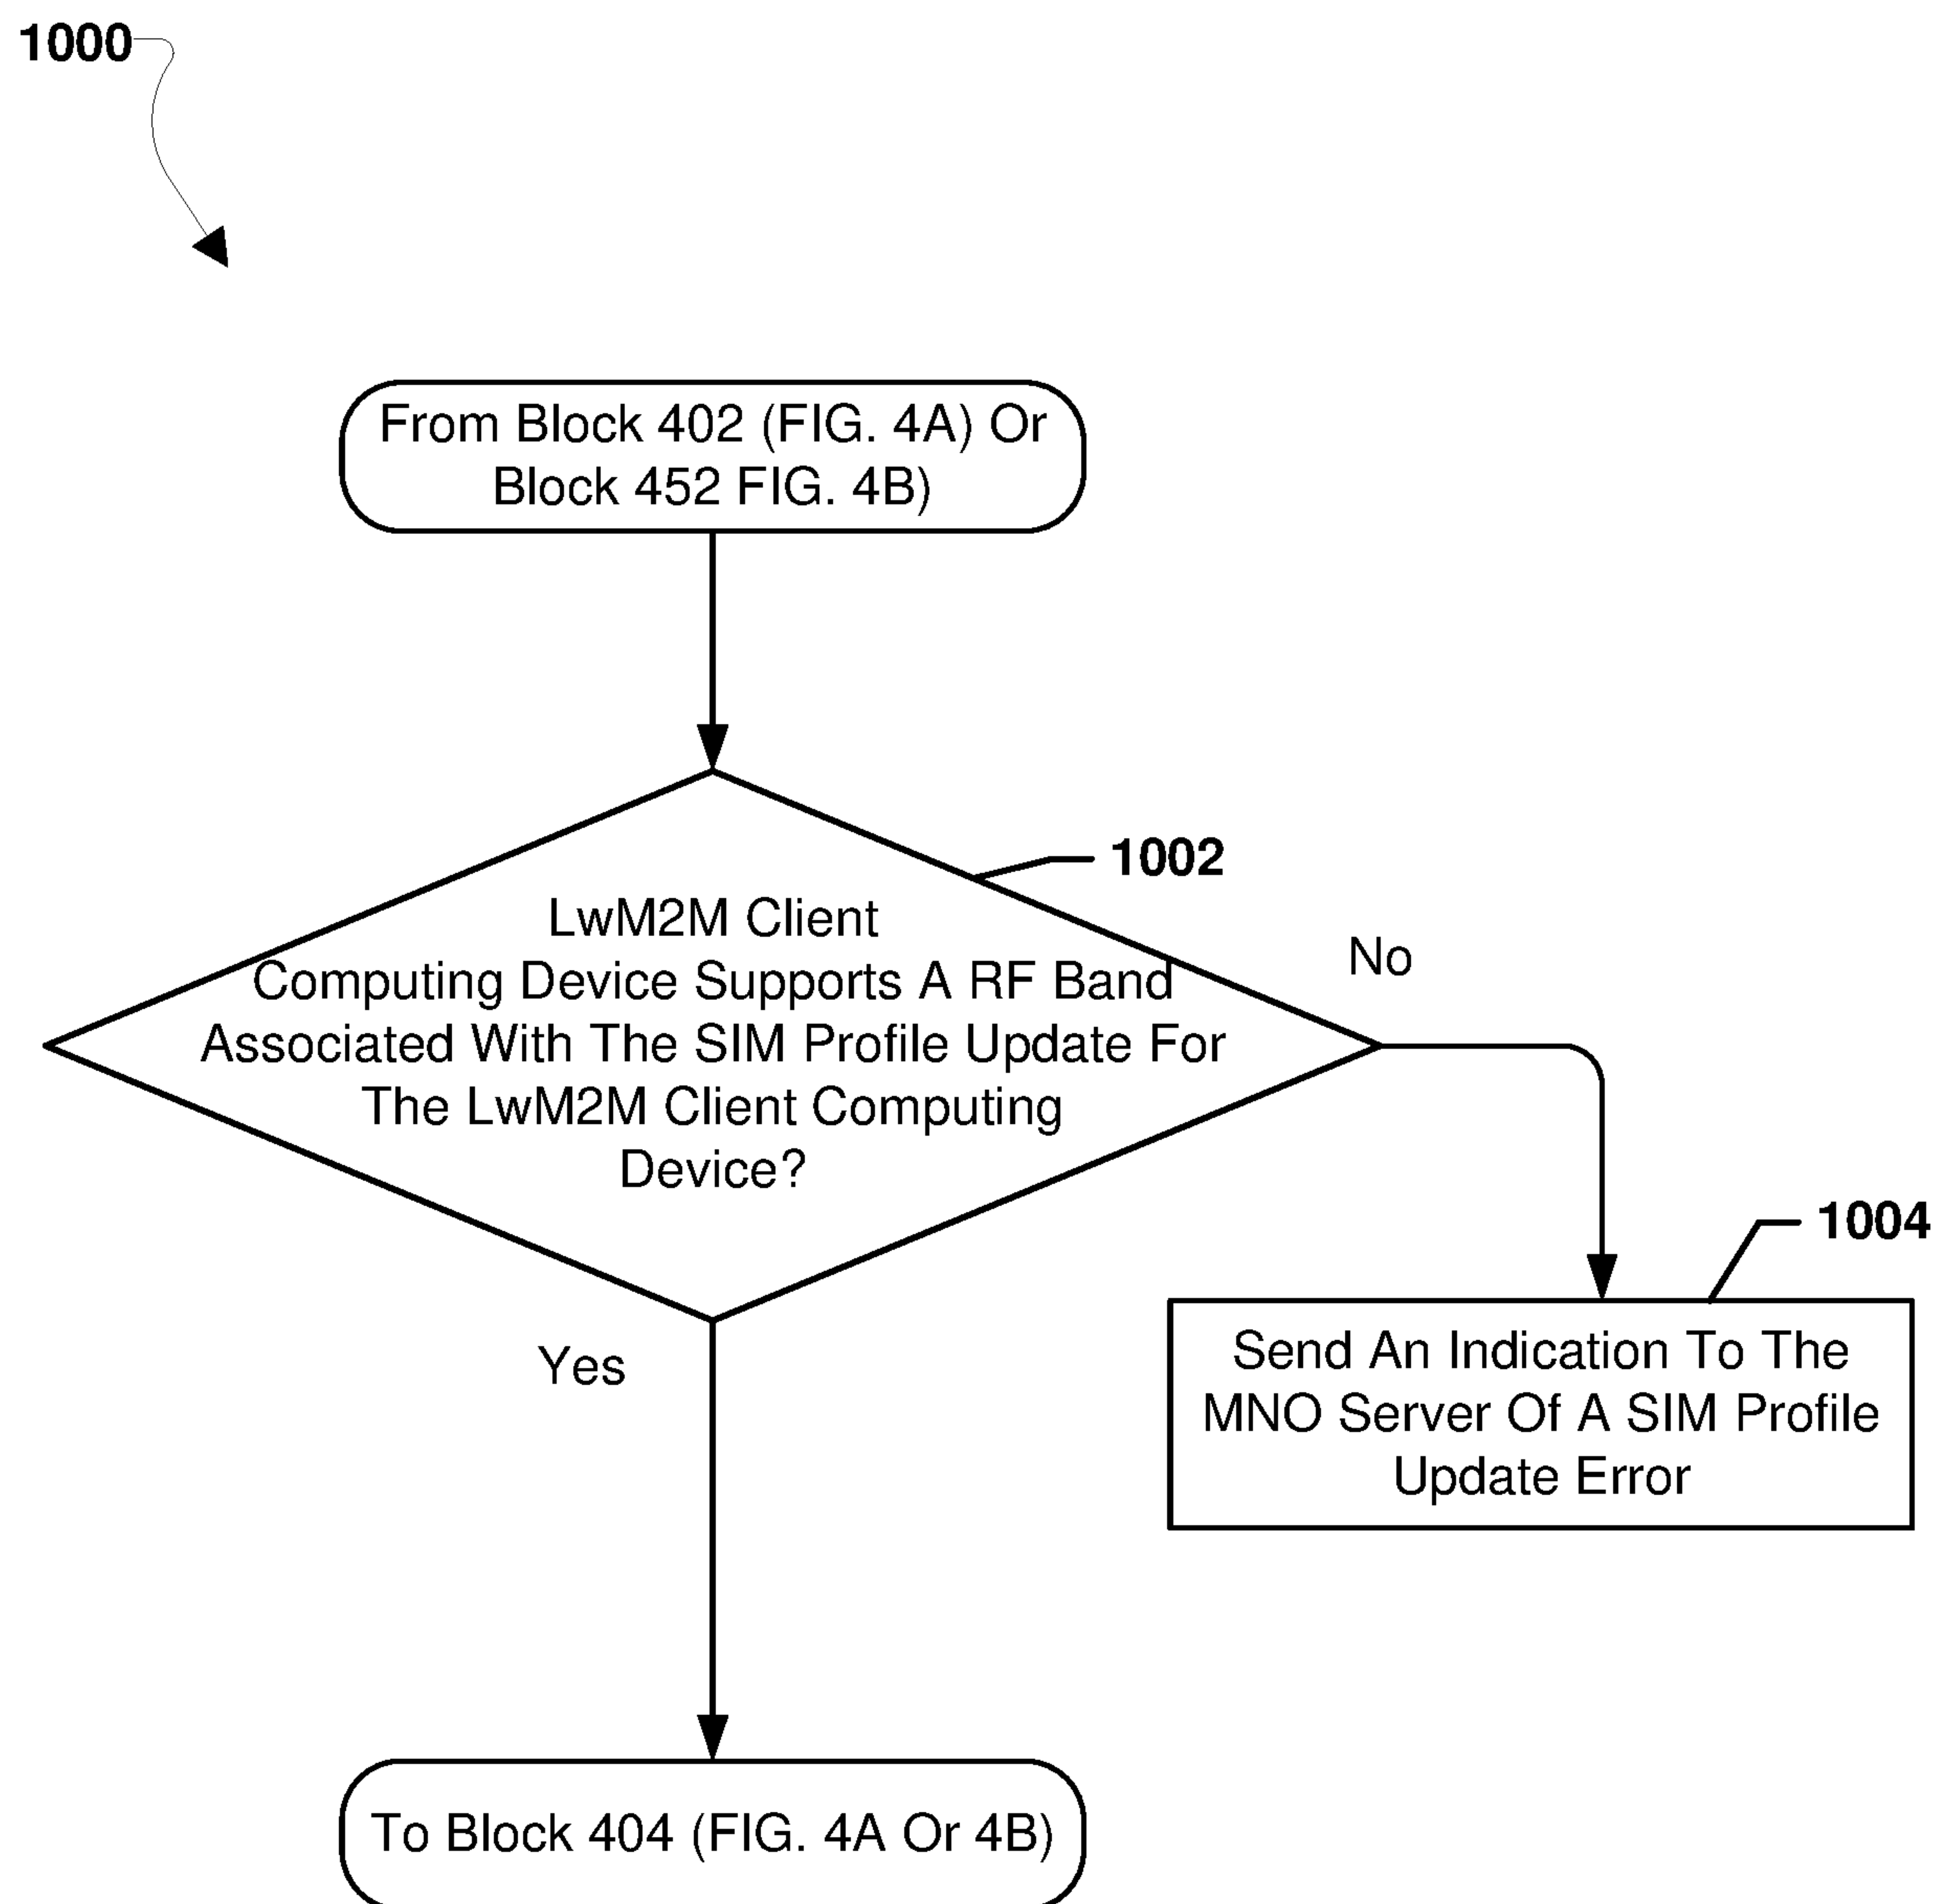 1000
From Block 402 (FIG. 4A) Or
Block 452 FIG. 4B)
1002
LwM2M Client
Computing Device Supports A RF Band
Associated With The SIM Profile Update For
The LwM2M Client Computing
Device?
No
1004
Send An Indication To The
MNO Server Of A SIM Profile
Update Error
Yes
To Block 404 (FIG. 4A Or 4B)